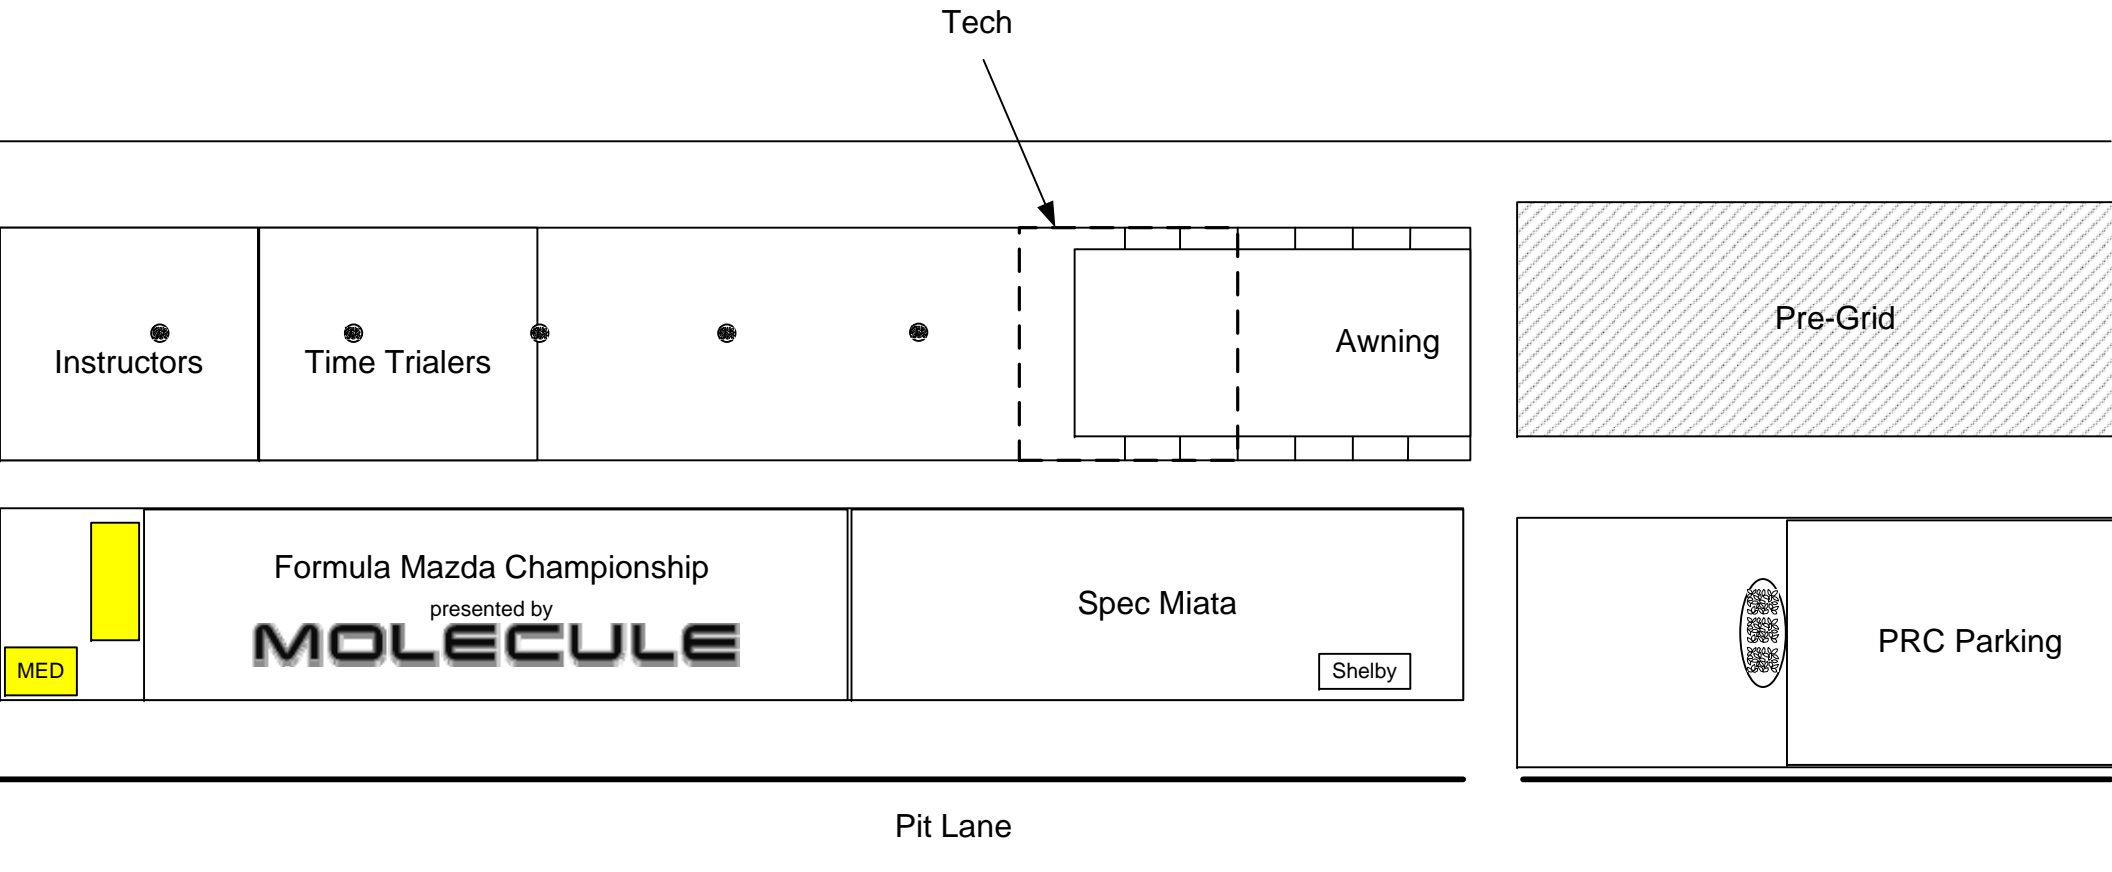 Tech
Instructors
Time Trialers
Awning
Pre-Grid
Formula Mazda Championship
presented by
MOLECULE
MED
Spec Miata
Shelby
PRC Parking
Pit Lane